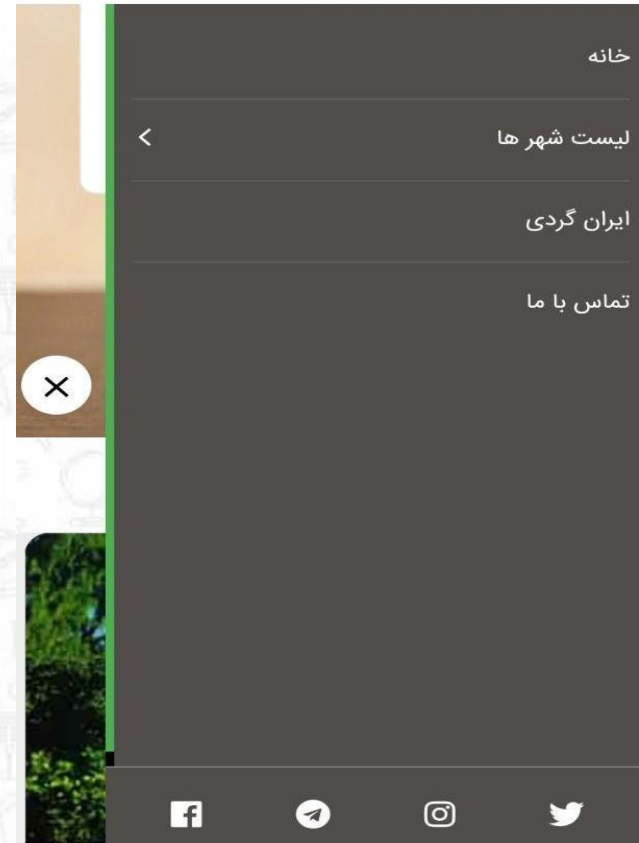 خانه
لیست شهر ها
ایران گردی
تماس با ما